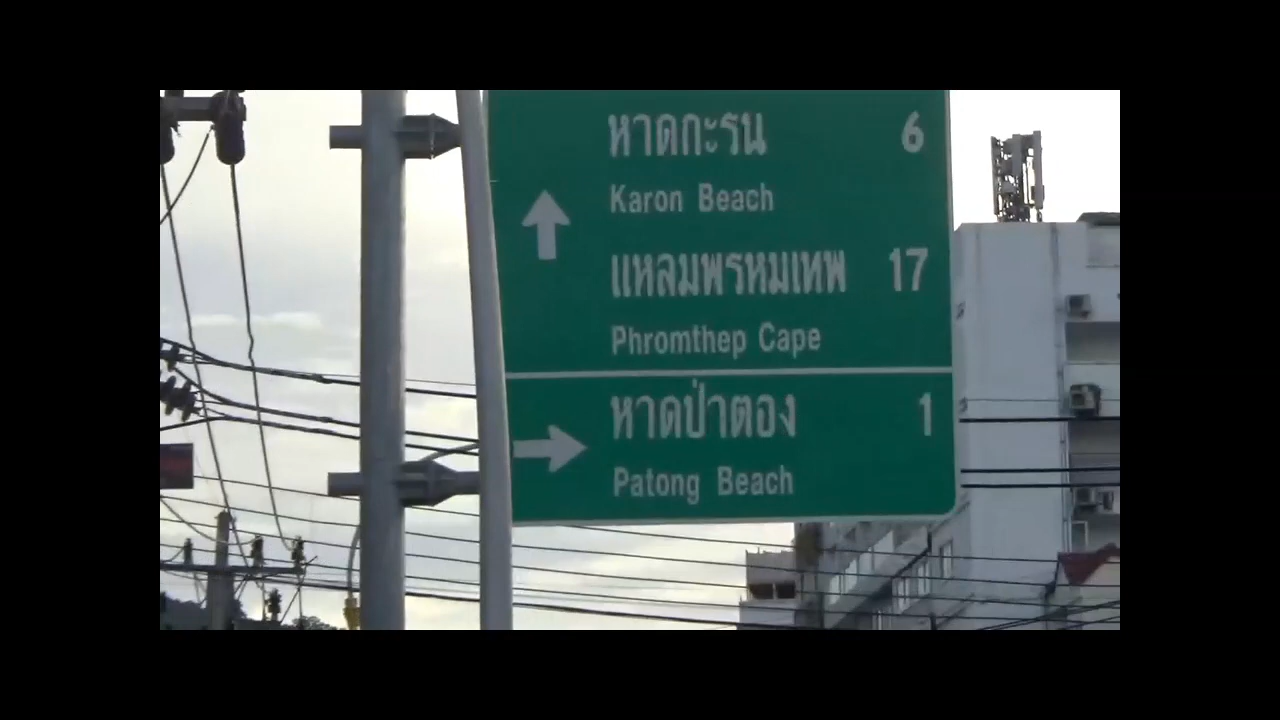 หาดกะรน 6
Karon Beach
แหลมพรหมเทพ 17
Phromthep Cape
หาดป่าตอง 1
Patong Beach